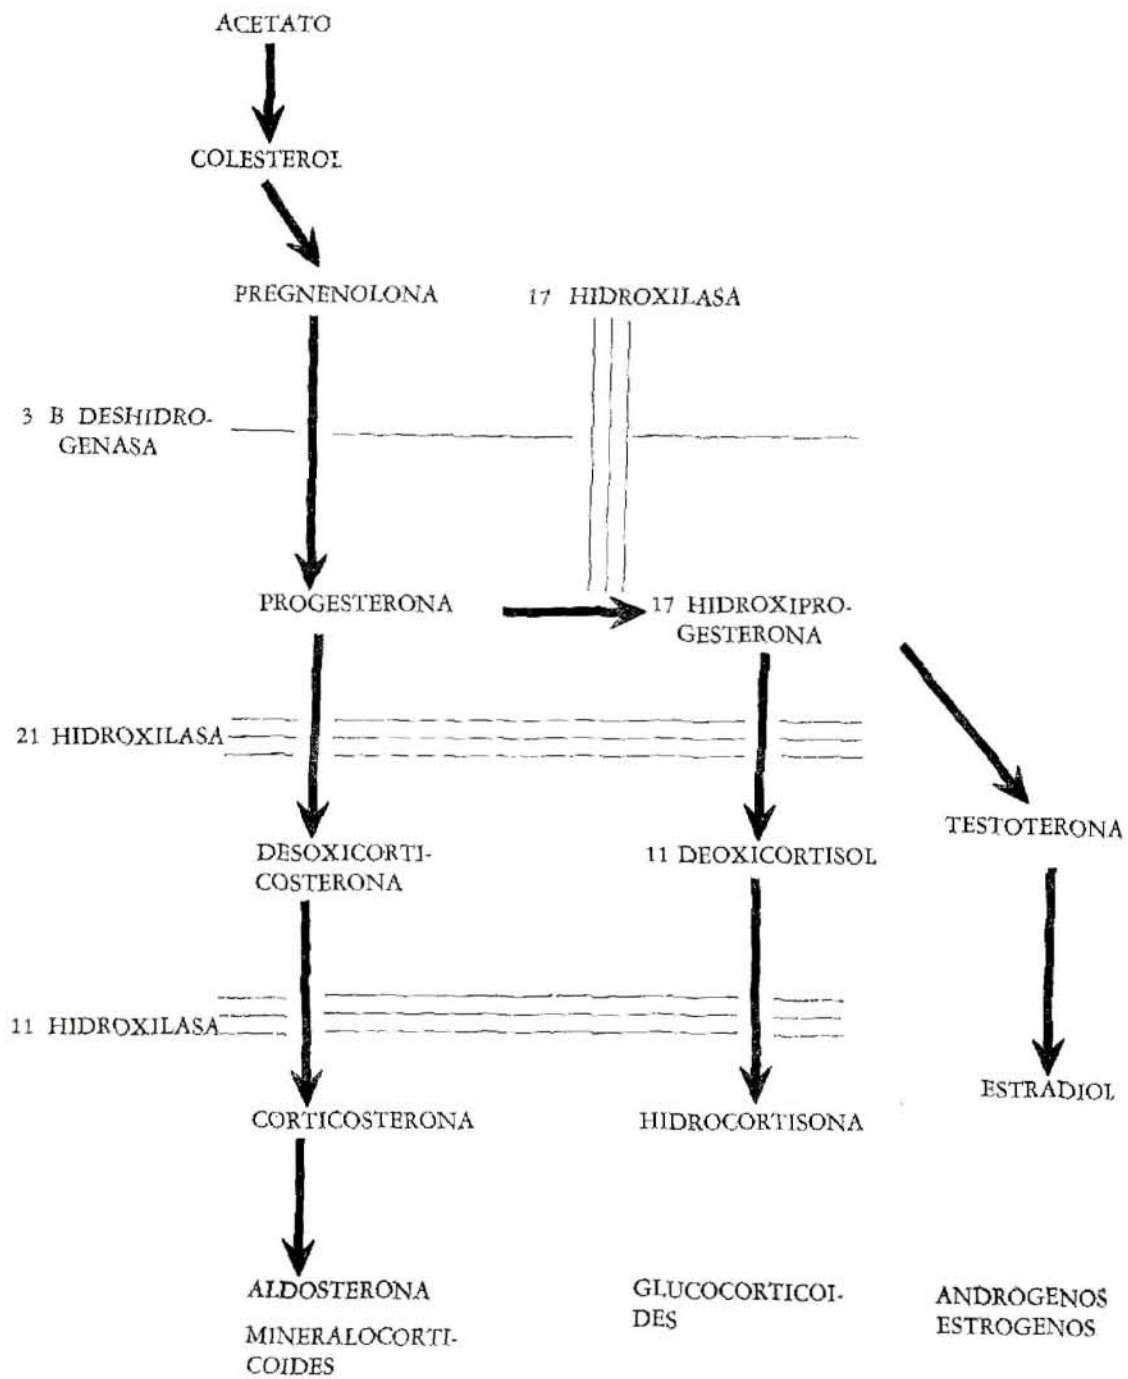 ACETATO
COLESTEROL
PREGNENOLONA
17 HIDROXILASA
3 B DESHIDRO-
GENASA
PROGESTERONA
17 HIDROXIPRO-
GESTERONA
21 HIDROXILASA
TESTOTERONA
DESOXICORTI-
COSTERONA
11 DEOXICORTISOL
11 HIDROXILASA
ESTRADIOL
CORTICOSTERONA
HIDROCORTISONA
ALDOSTERONA
MINERALOCORTI-
COIDES
GLUCOCORTICOI-
DES
ANDROGENOS
ESTROGENOS